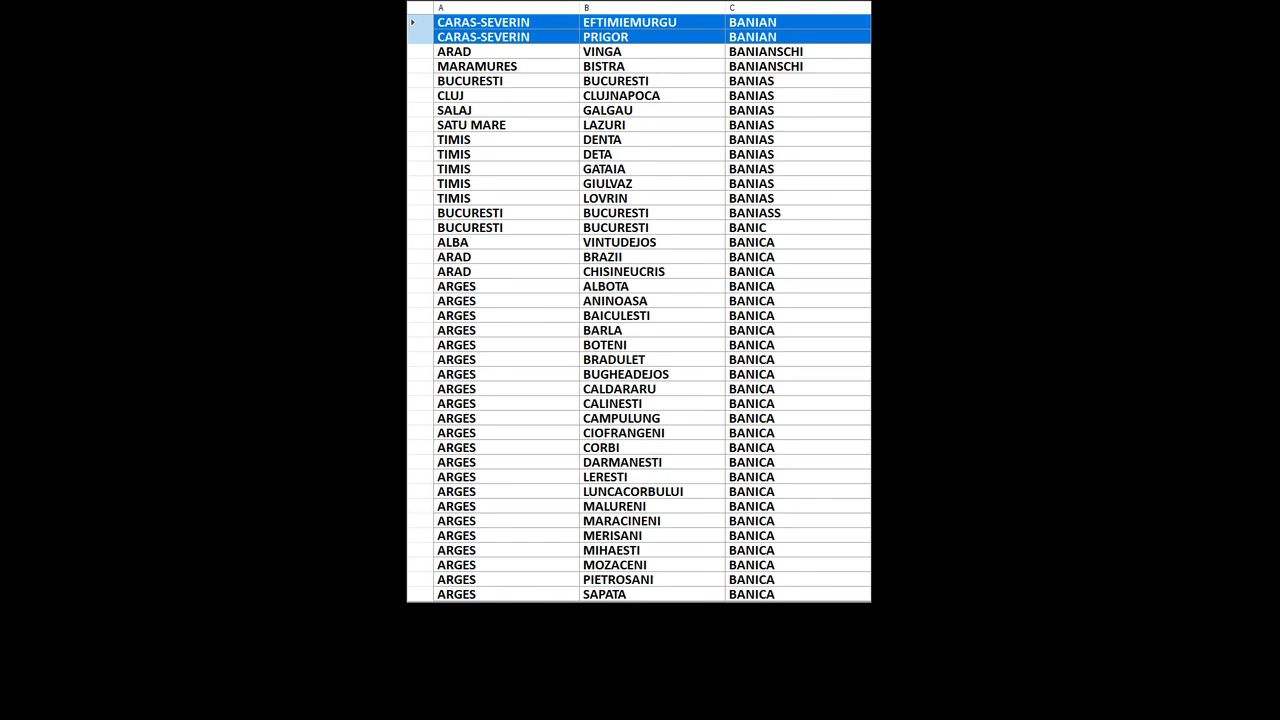 A B C
CARAS-SEVERIN EFTIMIEMURGU BANIAN
CARAS-SEVERIN PRIGOR BANIAN
ARAD VINGA BANIANSCHI
MARAMURES BISTRA BANIANSCHI
BUCURESTI BUCURESTI BANIAS
CLUJ CLUJNAPOCA BANIAS
SALAJ GALGAU BANIAS
SATU MARE LAZURI BANIAS
TIMIS DENTA BANIAS
TIMIS DETA BANIAS
TIMIS GATAIA BANIAS
TIMIS GIULVAZ BANIAS
TIMIS LOVRIN BANIAS
BUCURESTI BUCURESTI BANIASS
BUCURESTI BUCURESTI BANIC
ALBA VINTUDEJOS BANICA
ARAD BRAZII BANICA
ARAD CHISINEUCRIS BANICA
ARGES ALBOTA BANICA
ARGES ANINOASA BANICA
ARGES BAICULESTI BANICA
ARGES BARLA BANICA
ARGES BOTENI BANICA
ARGES BRADULET BANICA
ARGES BUGHEADEJOS BANICA
ARGES CALDARARU BANICA
ARGES CALINESTI BANICA
ARGES CAMPULUNG BANICA
ARGES CIOFRANGENI BANICA
ARGES CORBI BANICA
ARGES DARMANESTI BANICA
ARGES LERESTI BANICA
ARGES LUNCACORBULUI BANICA
ARGES MALURENI BANICA
ARGES MARACINENI BANICA
ARGES MERISANI BANICA
ARGES MIHAESTI BANICA
ARGES MOZACENI BANICA
ARGES PIETROSANI BANICA
ARGES SAPATA BANICA